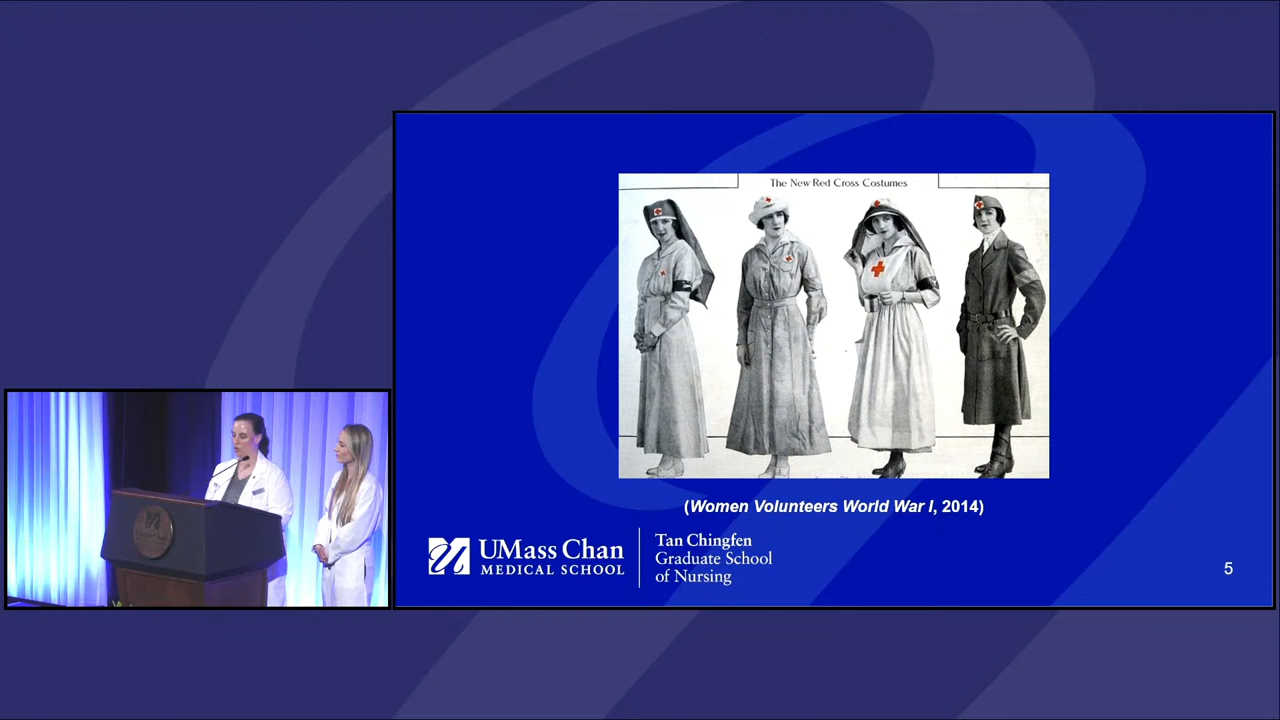 The New Red Cross Costumes
(Women Volunteers World War I, 2014)
UMass Chan
MEDICAL SCHOOL
Tan Chingfen
Graduate School
of Nursing
5